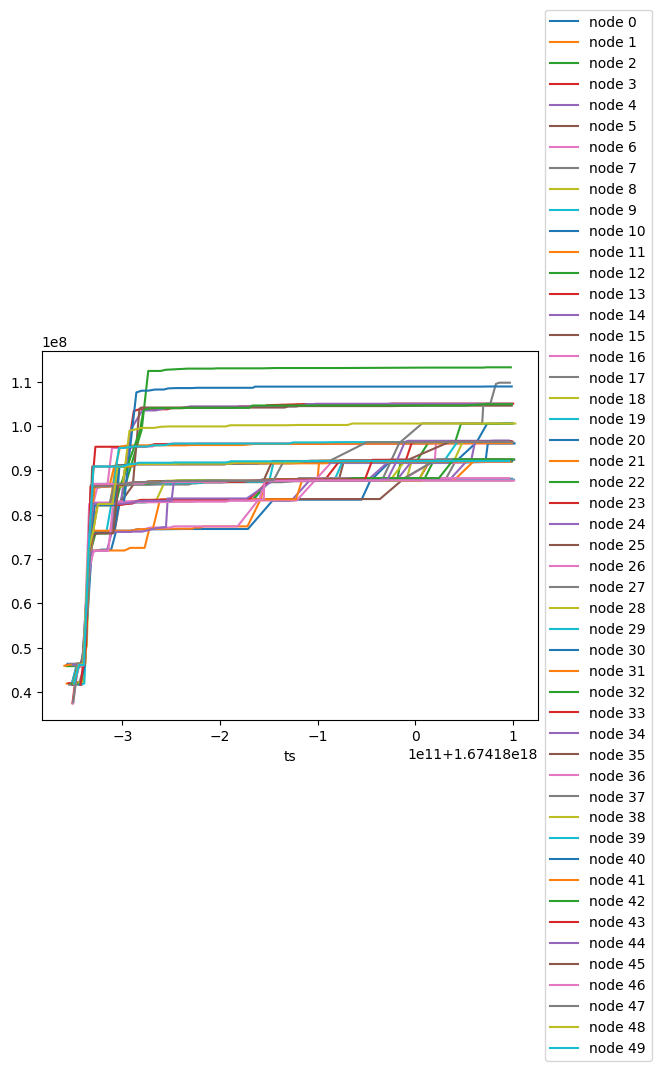 1e8
1.1
1.0
0.9
0.8
0.7
0.6
0.5
0.4
−3
−2
−1
0
1
1e11+1.67418e18
ts
node 0
node 1
node 2
node 3
node 4
node 5
node 6
node 7
node 8
node 9
node 10
node 11
node 12
node 13
node 14
node 15
node 16
node 17
node 18
node 19
node 20
node 21
node 22
node 23
node 24
node 25
node 26
node 27
node 28
node 29
node 30
node 31
node 32
node 33
node 34
node 35
node 36
node 37
node 38
node 39
node 40
node 41
node 42
node 43
node 44
node 45
node 46
node 47
node 48
node 49